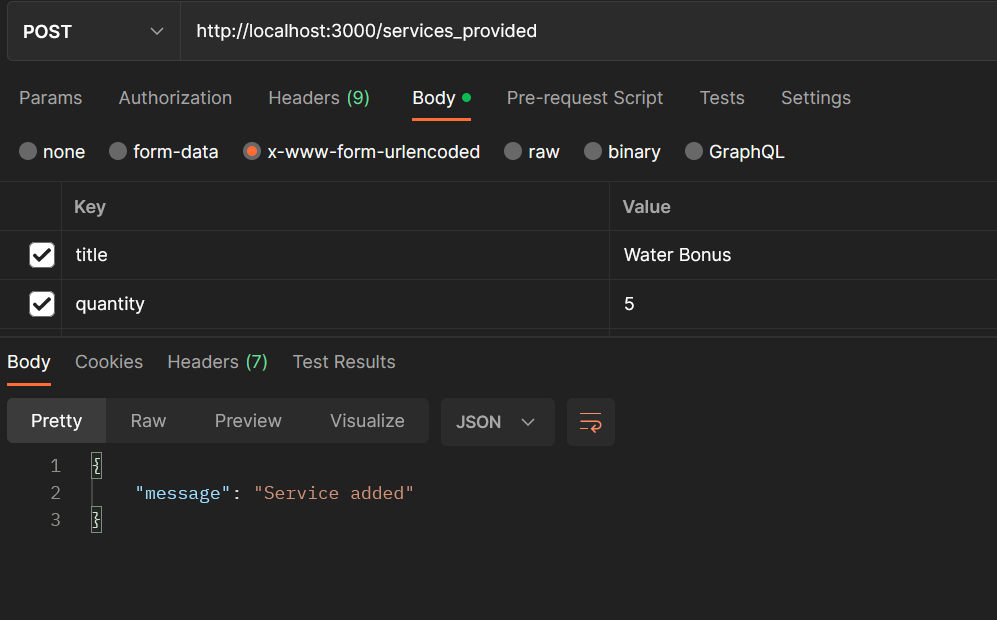 POST http://localhost:3000/services_provided
Params Authorization Headers (9) Body Pre-request Script Tests Settings
none form-data x-www-form-urlencoded raw binary GraphQL
Key Value
title Water Bonus
quantity 5
Body Cookies Headers (7) Test Results
Pretty Raw Preview Visualize JSON
1 {
2 "message": "Service added"
3 }